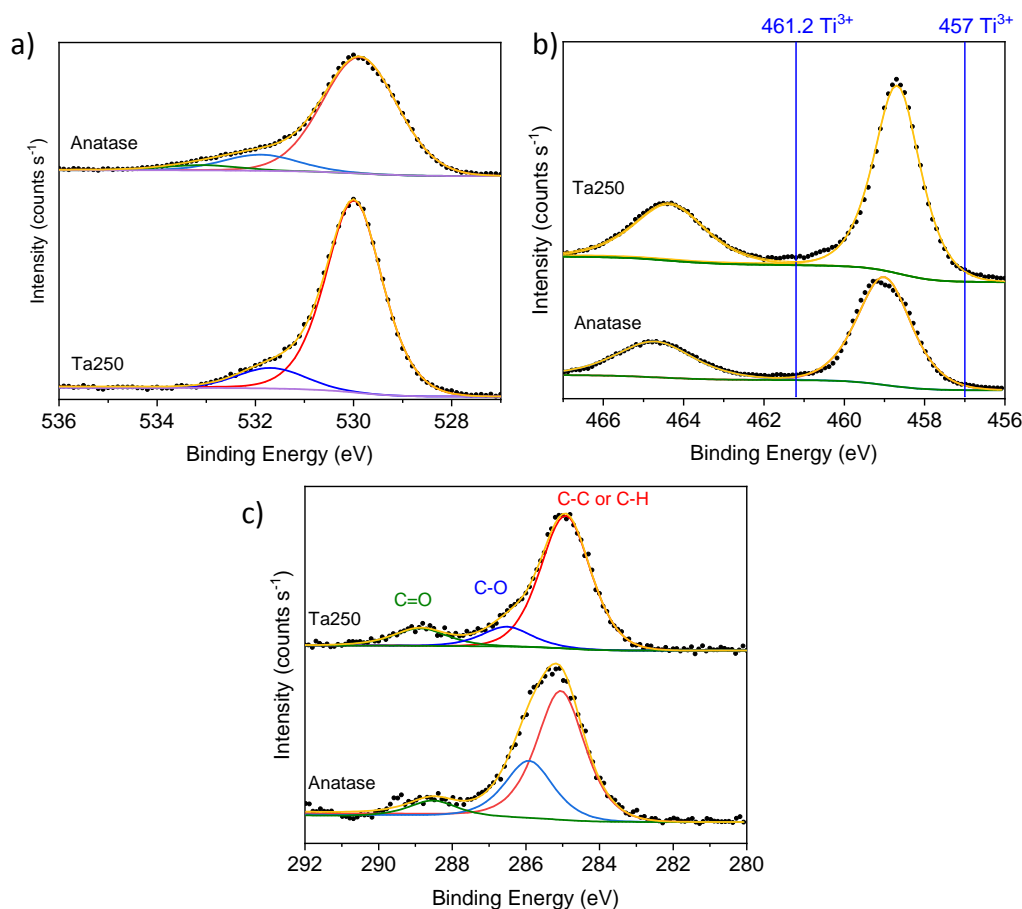 a)
Anatase
Ta250
Intensity (counts s⁻¹)
536 534 532 530 528
Binding Energy (eV)
b)
461.2 Ti³⁺ 457 Ti³⁺
Ta250
Anatase
Intensity (counts s⁻¹)
466 464 462 460 458 456
Binding Energy (eV)
c)
C-C or C-H
C-O
C=O
Ta250
Anatase
Intensity (counts s⁻¹)
292 290 288 286 284 282 280
Binding Energy (eV)